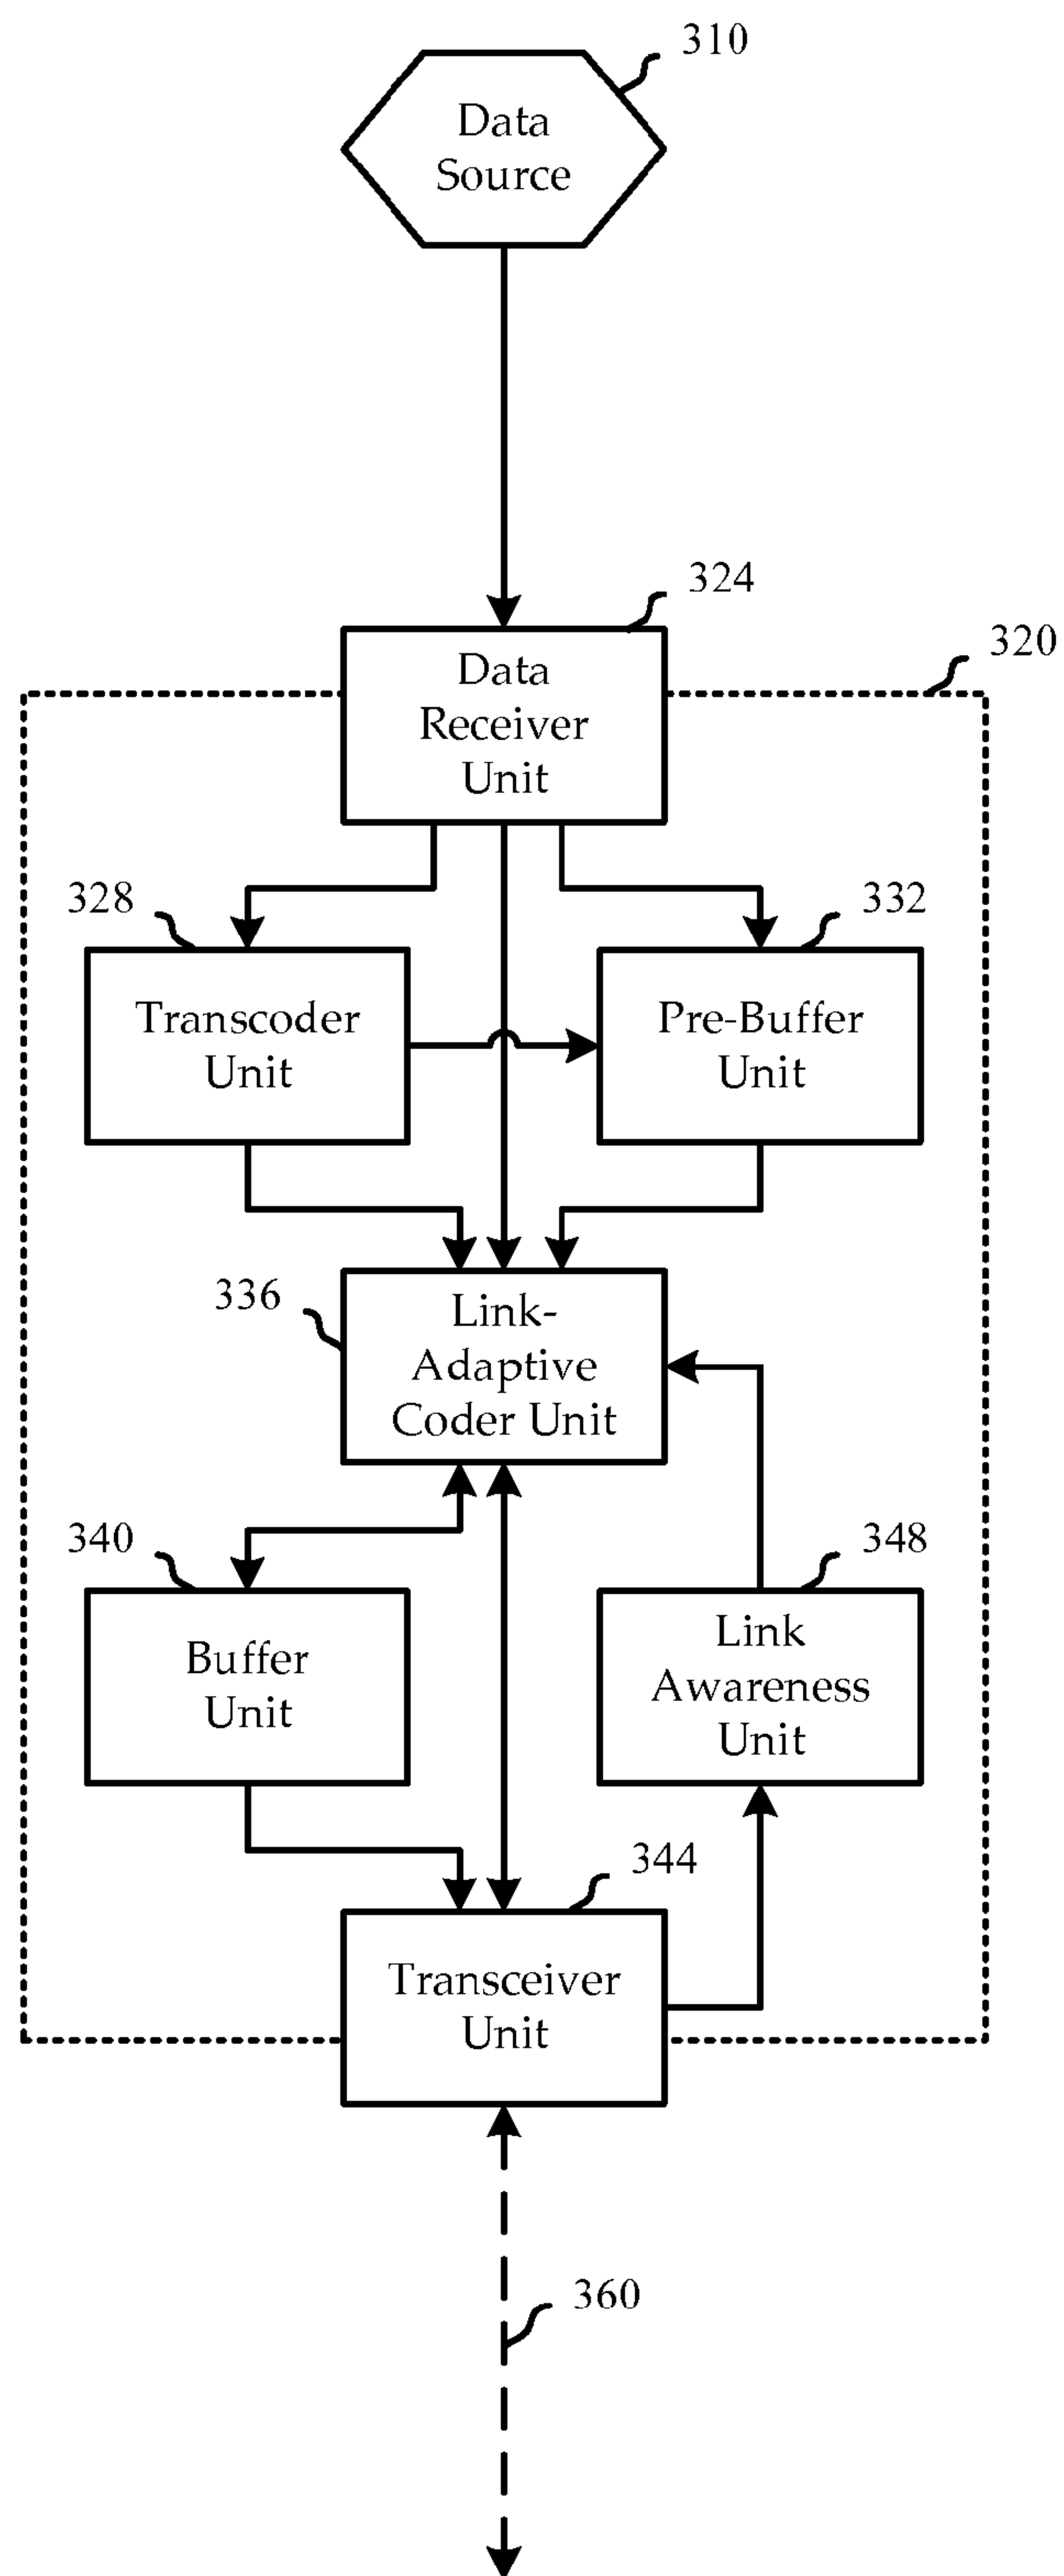 310
Data
Source
324
320
Data
Receiver
Unit
328
332
Transcoder
Unit
Pre-Buffer
Unit
336
Link-
Adaptive
Coder Unit
340
348
Buffer
Unit
Link
Awareness
Unit
344
Transceiver
Unit
360